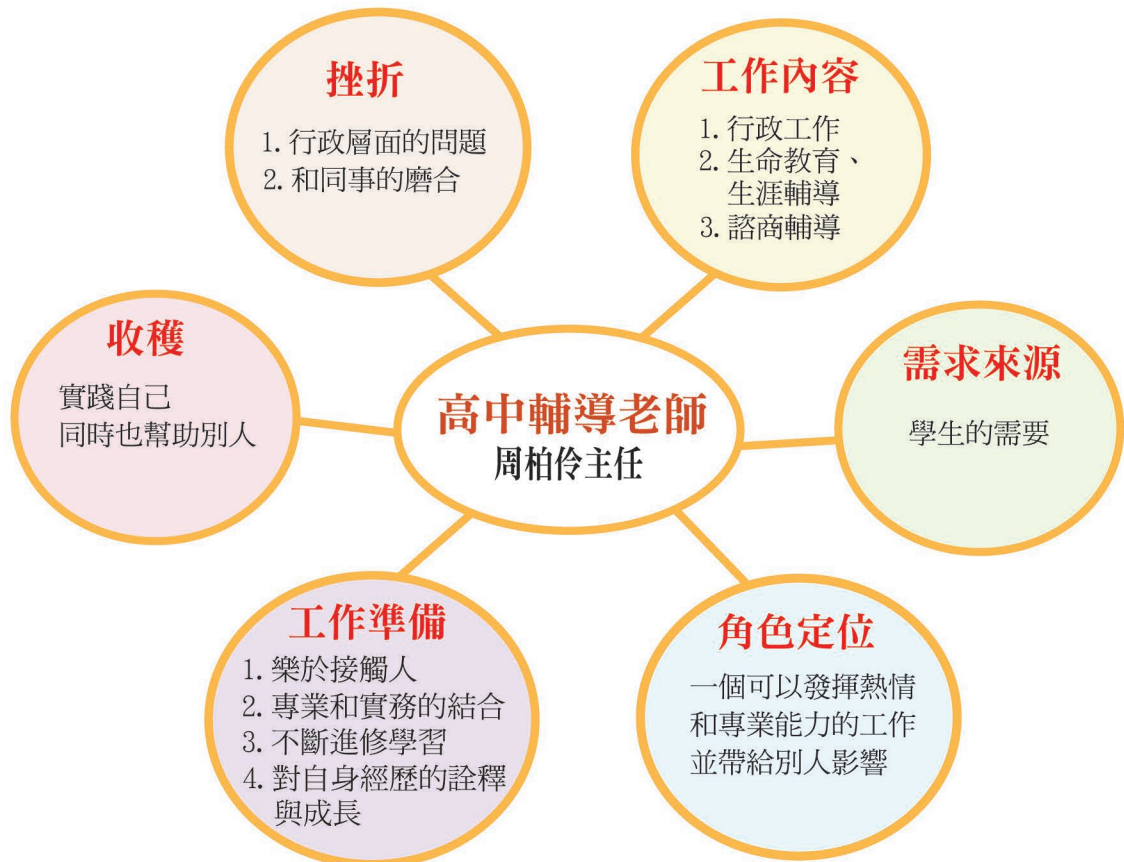 挫折
1. 行政層面的問題
2. 和同事的磨合
工作內容
1. 行政工作
2. 生命教育、
生涯輔導
3. 諮商輔導
收穫
實踐自己
同時也幫助別人
高中輔導老師
周柏伶主任
需求來源
學生的需要
工作準備
1. 樂於接觸人
2. 專業和實務的結合
3. 不斷進修學習
4. 對自身經歷的詮釋
與成長
角色定位
一個可以發揮熱情
和專業能力的工作
並帶給別人影響